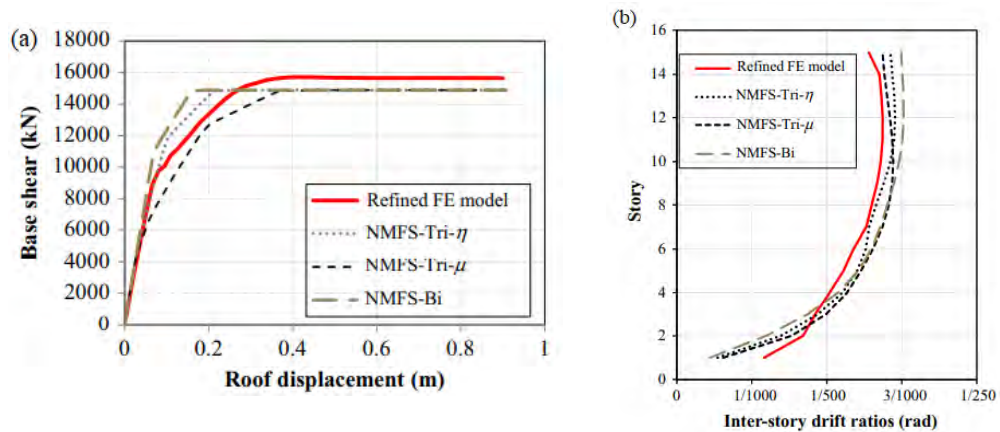 (a)
18000
16000
14000
12000
10000
8000
6000
4000
2000
0
Base shear (kN)
Refined FE model
NMFS-Tri-η
NMFS-Tri-μ
NMFS-Bi
0 0.2 0.4 0.6 0.8 1
Roof displacement (m)
(b)
16
14
12
10
8
6
4
2
0
Story
Refined FE model
NMFS-Tri-η
NMFS-Tri-μ
NMFS-Bi
0 1/1000 1/500 3/1000 1/250
Inter-story drift ratios (rad)